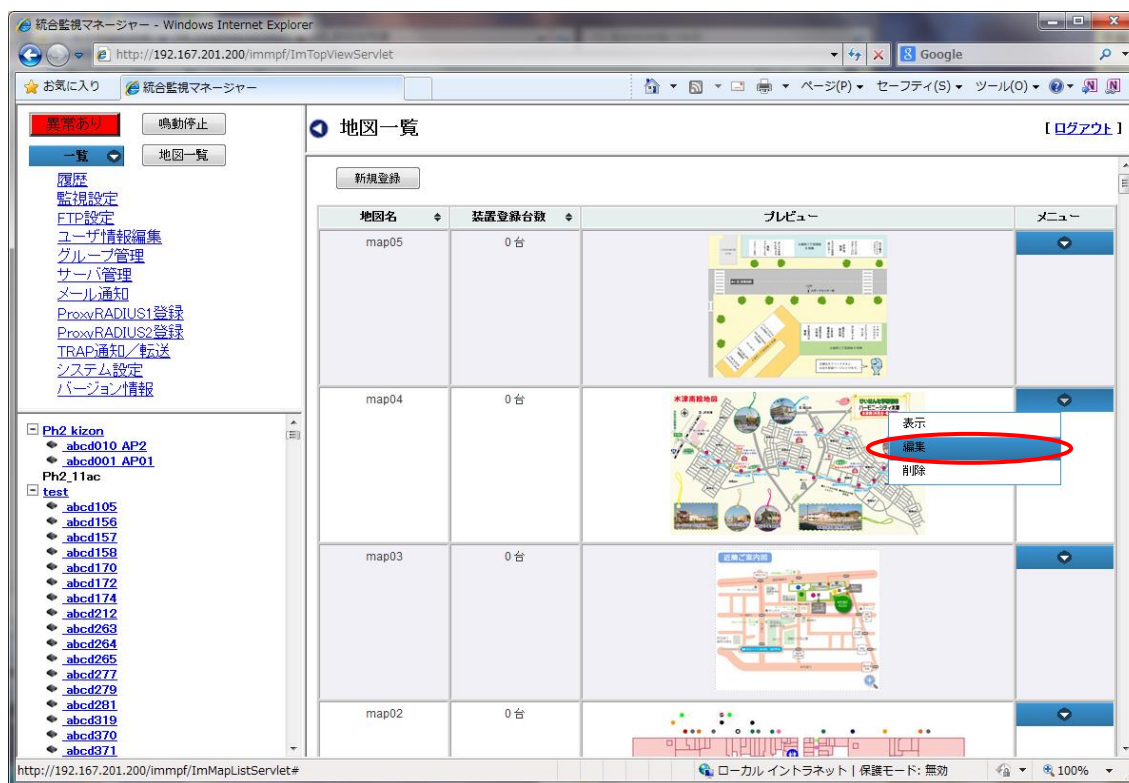 統合監視マネージャー - Windows Internet Explorer
http://192.167.201.200/immpf/ImTopViewServlet
Google
お気に入り
統合監視マネージャー
ページ(P)
セーフティ(S)
ツール(O)
異常あり
鳴動停止
一覧
地図一覧
履歴
監視設定
FTP設定
ユーザ情報編集
グループ管理
サーバ管理
メール通知
ProxyRADIUS1登録
ProxyRADIUS2登録
TRAP通知/転送
システム設定
バージョン情報
Ph2 kizon
abcd010 AP2
abcd001 AP01
Ph2_11ac
test
abcd105
abcd156
abcd157
abcd158
abcd170
abcd172
abcd174
abcd212
abcd263
abcd264
abcd265
abcd277
abcd279
abcd281
abcd319
abcd370
abcd371
地図一覧
[ログアウト]
新規登録
地図名 装置登録台数 プレビュー メニュー
map05 0 台
map04 0 台
木津南館地図
表示
編集
削除
map03 0 台
近隣ご案内図
map02 0 台
http://192.167.201.200/immpf/ImMapListServlet#
ローカル イントラネット | 保護モード: 無効
100%